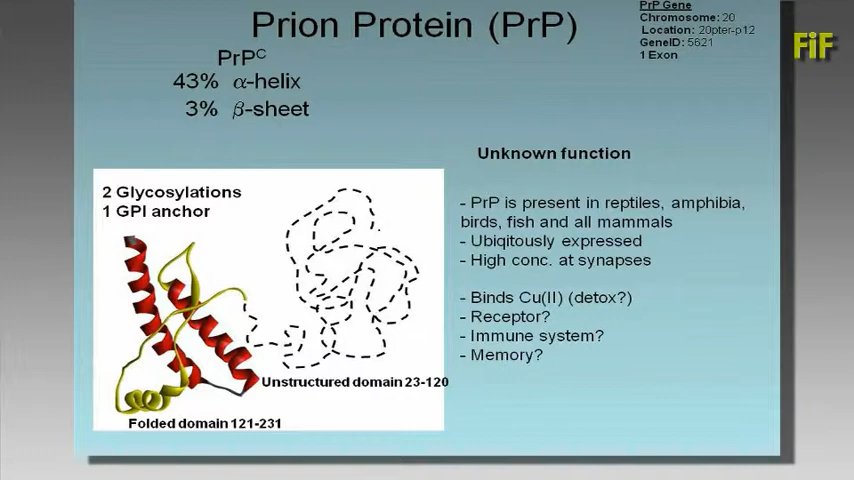 Prion Protein (PrP)
PrP Gene
Chromosome: 20
Location: 20pter-p12
GeneID: 5621
1 Exon
FiF
PrPC
43% α-helix
3% β-sheet
Unknown function
2 Glycosylations
1 GPI anchor
Unstructured domain 23-120
Folded domain 121-231
- PrP is present in reptiles, amphibia,
birds, fish and all mammals
- Ubiqitously expressed
- High conc. at synapses
- Binds Cu(II) (detox?)
- Receptor?
- Immune system?
- Memory?